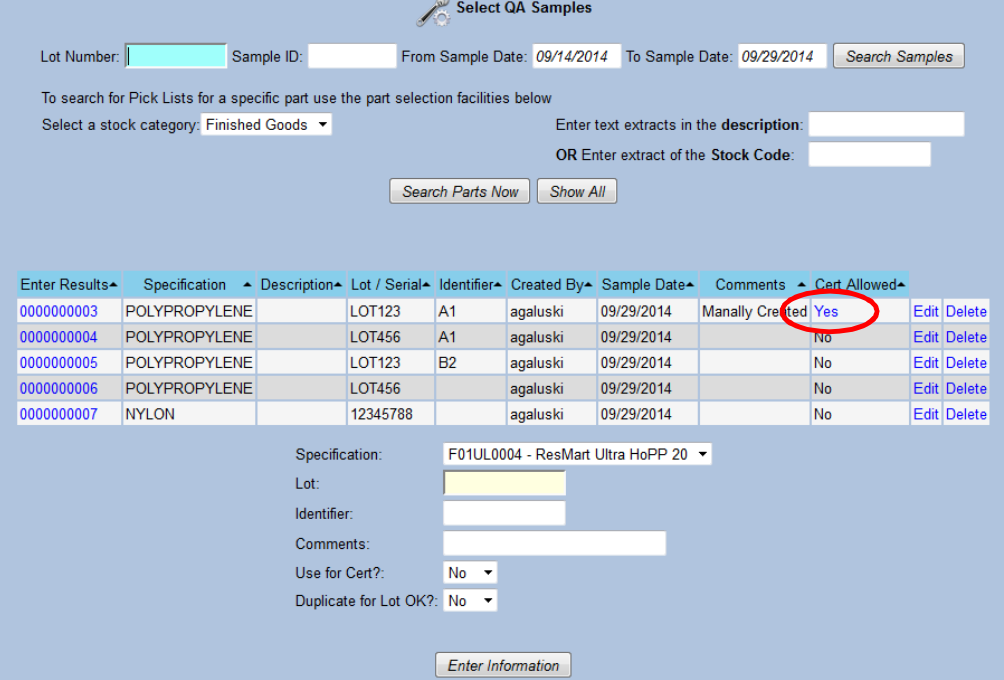 Select QA Samples
Lot Number: Sample ID: From Sample Date: 09/14/2014 To Sample Date: 09/29/2014 Search Samples
To search for Pick Lists for a specific part use the part selection facilities below
Select a stock category: Finished Goods Enter text extracts in the description:
OR Enter extract of the Stock Code:
Search Parts Now Show All
Enter Results Specification Description Lot / Serial Identifier Created By Sample Date Comments Cert Allowed
0000000003 POLYPROPYLENE LOT123 A1 agaluski 09/29/2014 Manally Created Yes Edit Delete
0000000004 POLYPROPYLENE LOT456 A1 agaluski 09/29/2014 No Edit Delete
0000000005 POLYPROPYLENE LOT123 B2 agaluski 09/29/2014 No Edit Delete
0000000006 POLYPROPYLENE LOT456 agaluski 09/29/2014 No Edit Delete
0000000007 NYLON 12345788 agaluski 09/29/2014 No Edit Delete
Specification: F01UL0004 - ResMart Ultra HoPP 20
Lot:
Identifier:
Comments:
Use for Cert?: No
Duplicate for Lot OK?: No
Enter Information